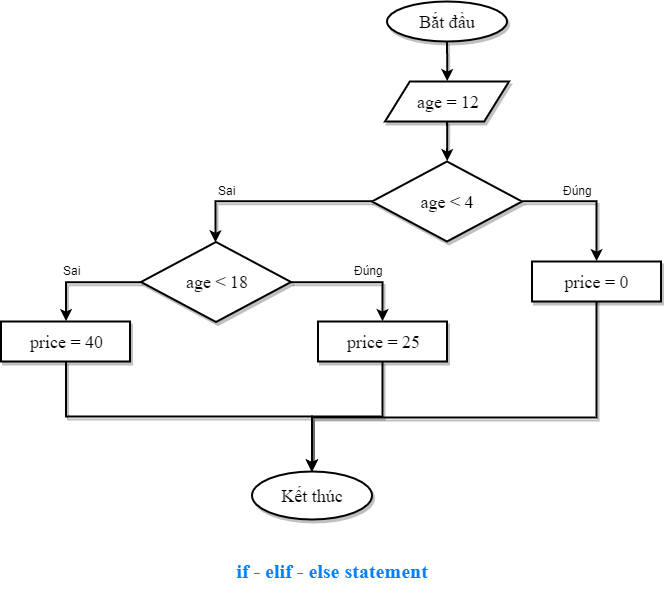 Bắt đầu
age = 12
age < 4
Sai
Đúng
age < 18
price = 0
Sai
Đúng
price = 40
price = 25
Kết thúc
if - elif - else statement